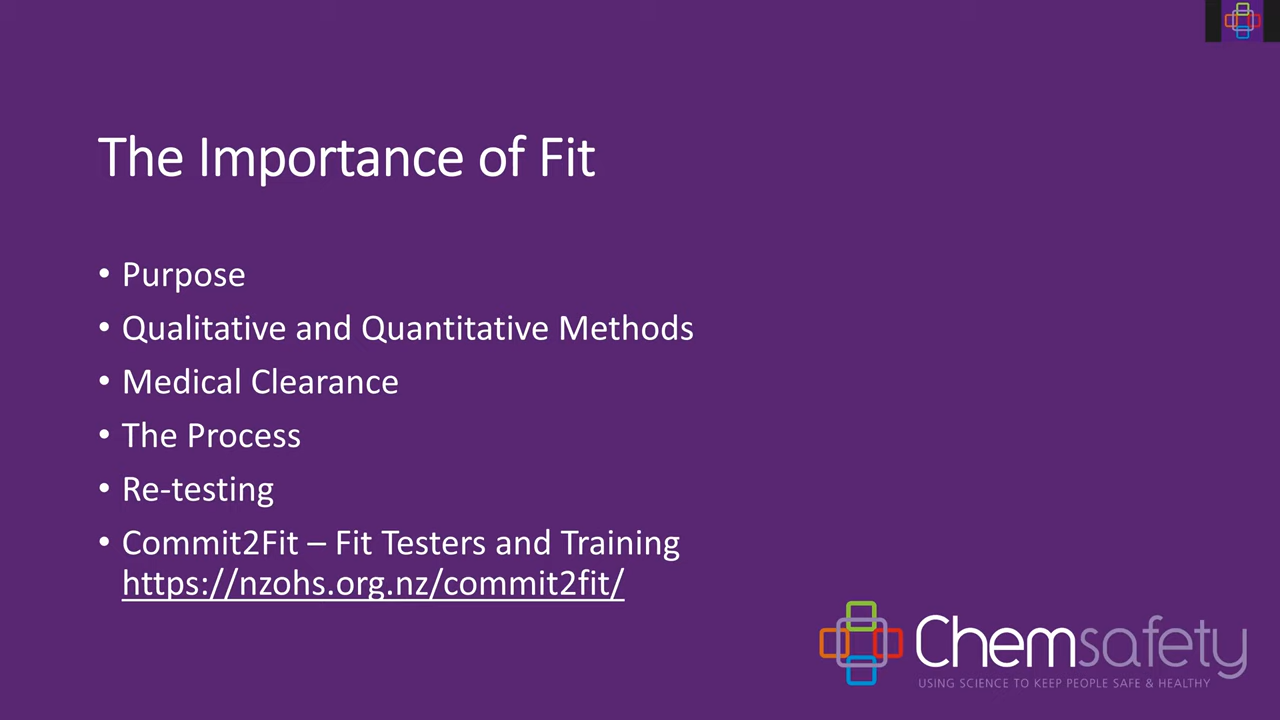 The Importance of Fit
• Purpose
• Qualitative and Quantitative Methods
• Medical Clearance
• The Process
• Re-testing
• Commit2Fit – Fit Testers and Training
https://nzohs.org.nz/commit2fit/
Chemsafety
USING SCIENCE TO KEEP PEOPLE SAFE & HEALTHY